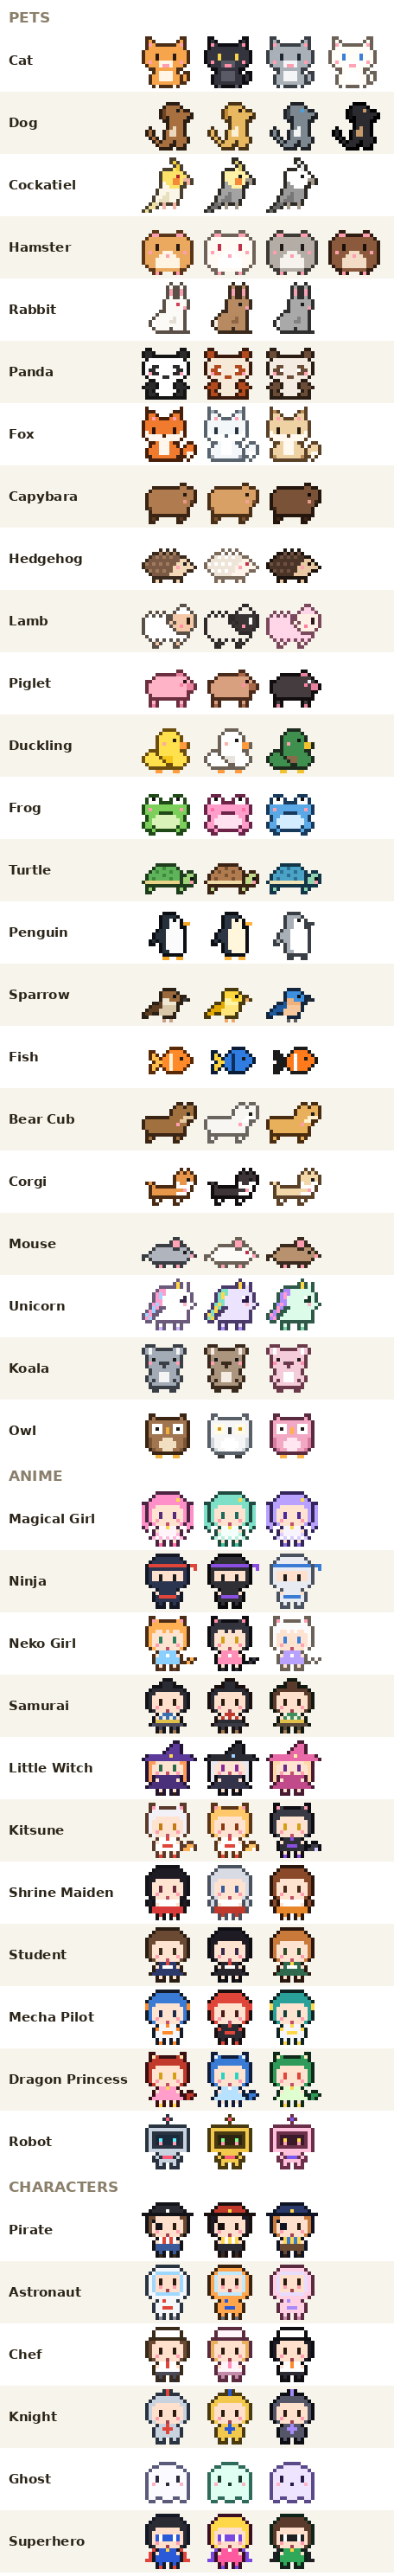 PETS
Cat
Dog
Cockatiel
Hamster
Rabbit
Panda
Fox
Capybara
Hedgehog
Lamb
Piglet
Duckling
Frog
Turtle
Penguin
Sparrow
Fish
Bear Cub
Corgi
Mouse
Unicorn
Koala
Owl
ANIME
Magical Girl
Ninja
Neko Girl
Samurai
Little Witch
Kitsune
Shrine Maiden
Student
Mecha Pilot
Dragon Princess
Robot
CHARACTERS
Pirate
Astronaut
Chef
Knight
Ghost
Superhero